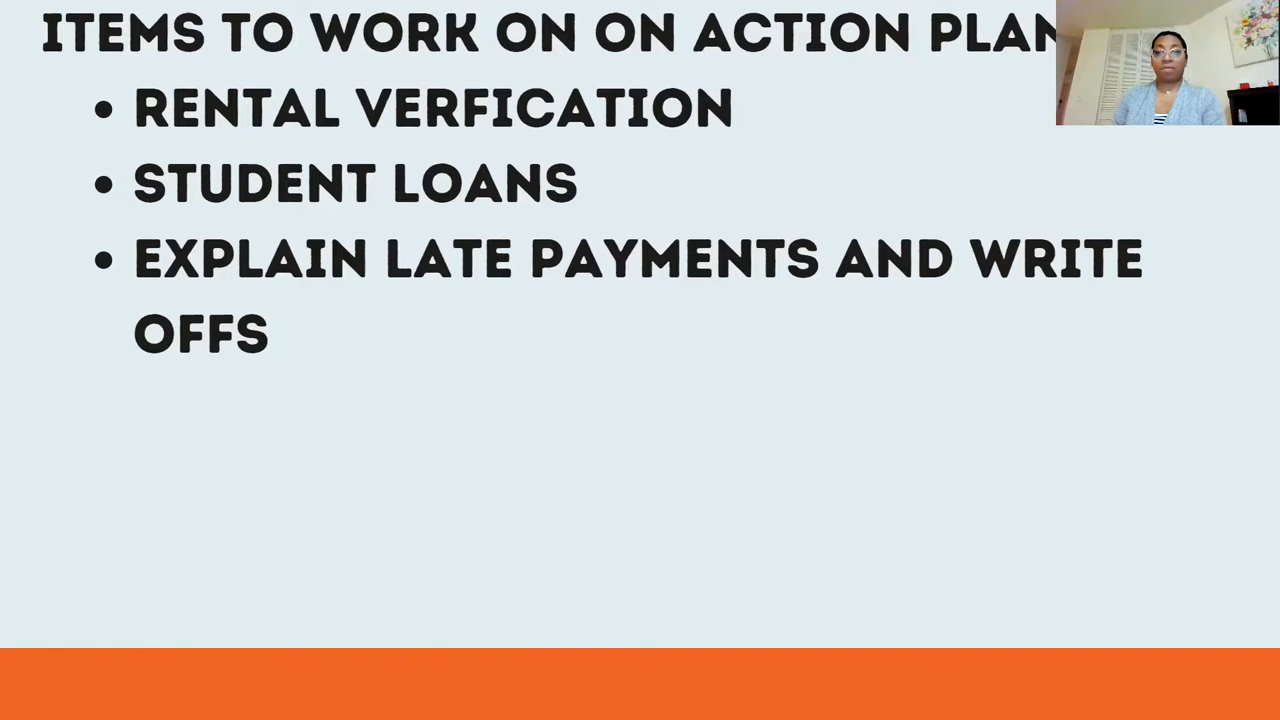 ITEMS TO WORK ON ON ACTION PLAN
• RENTAL VERFICATION
• STUDENT LOANS
• EXPLAIN LATE PAYMENTS AND WRITE
OFFS